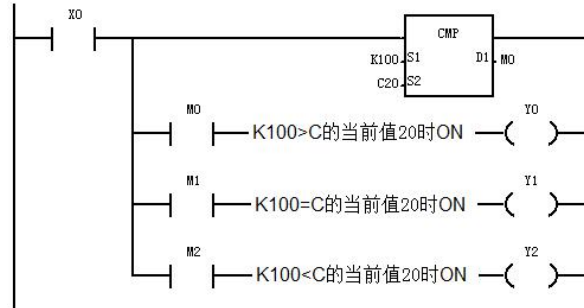 X0
CMP
K100 S1 D1 M0
C20 S2
M0 Y0
K100>C的当前值20时ON
M1 Y1
K100=C的当前值20时ON
M2 Y2
K100<C的当前值20时ON